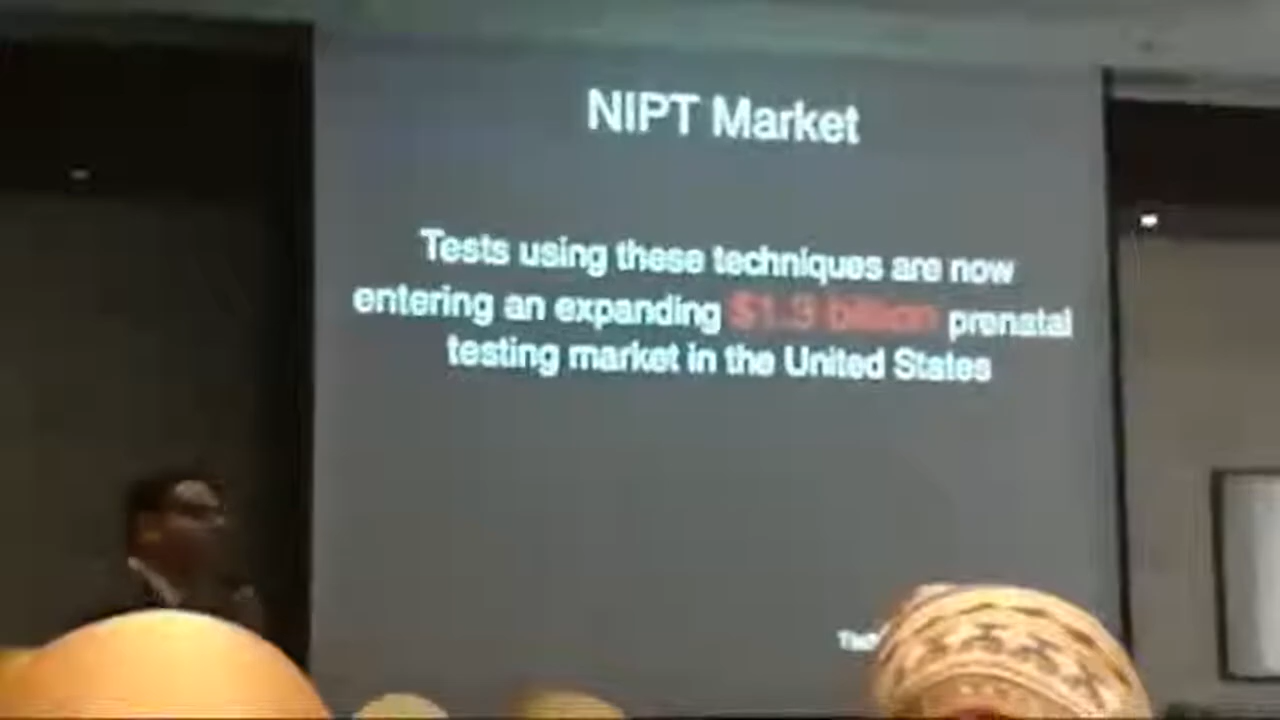 NIPT Market
Tests using these techniques are now
entering an expanding $1.3 billion prenatal
testing market in the United States